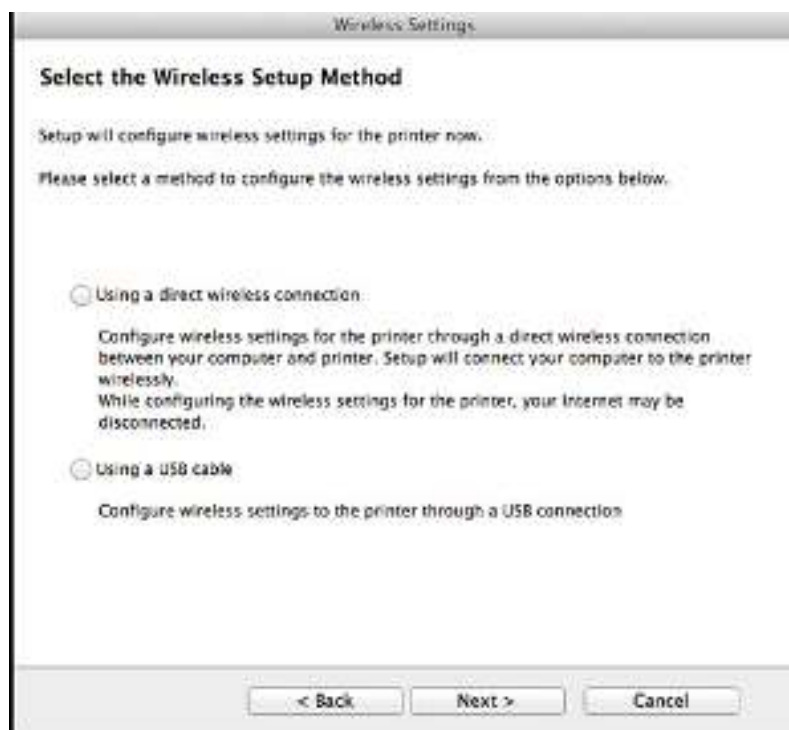 Wireless Settings
Select the Wireless Setup Method
Setup will configure wireless settings for the printer now.
Please select a method to configure the wireless settings from the options below.
Using a direct wireless connection
Configure wireless settings for the printer through a direct wireless connection
between your computer and printer. Setup will connect your computer to the printer
wirelessly.
While configuring the wireless settings for the printer, your Internet may be
disconnected.
Using a USB cable
Configure wireless settings to the printer through a USB connection
< Back
Next >
Cancel